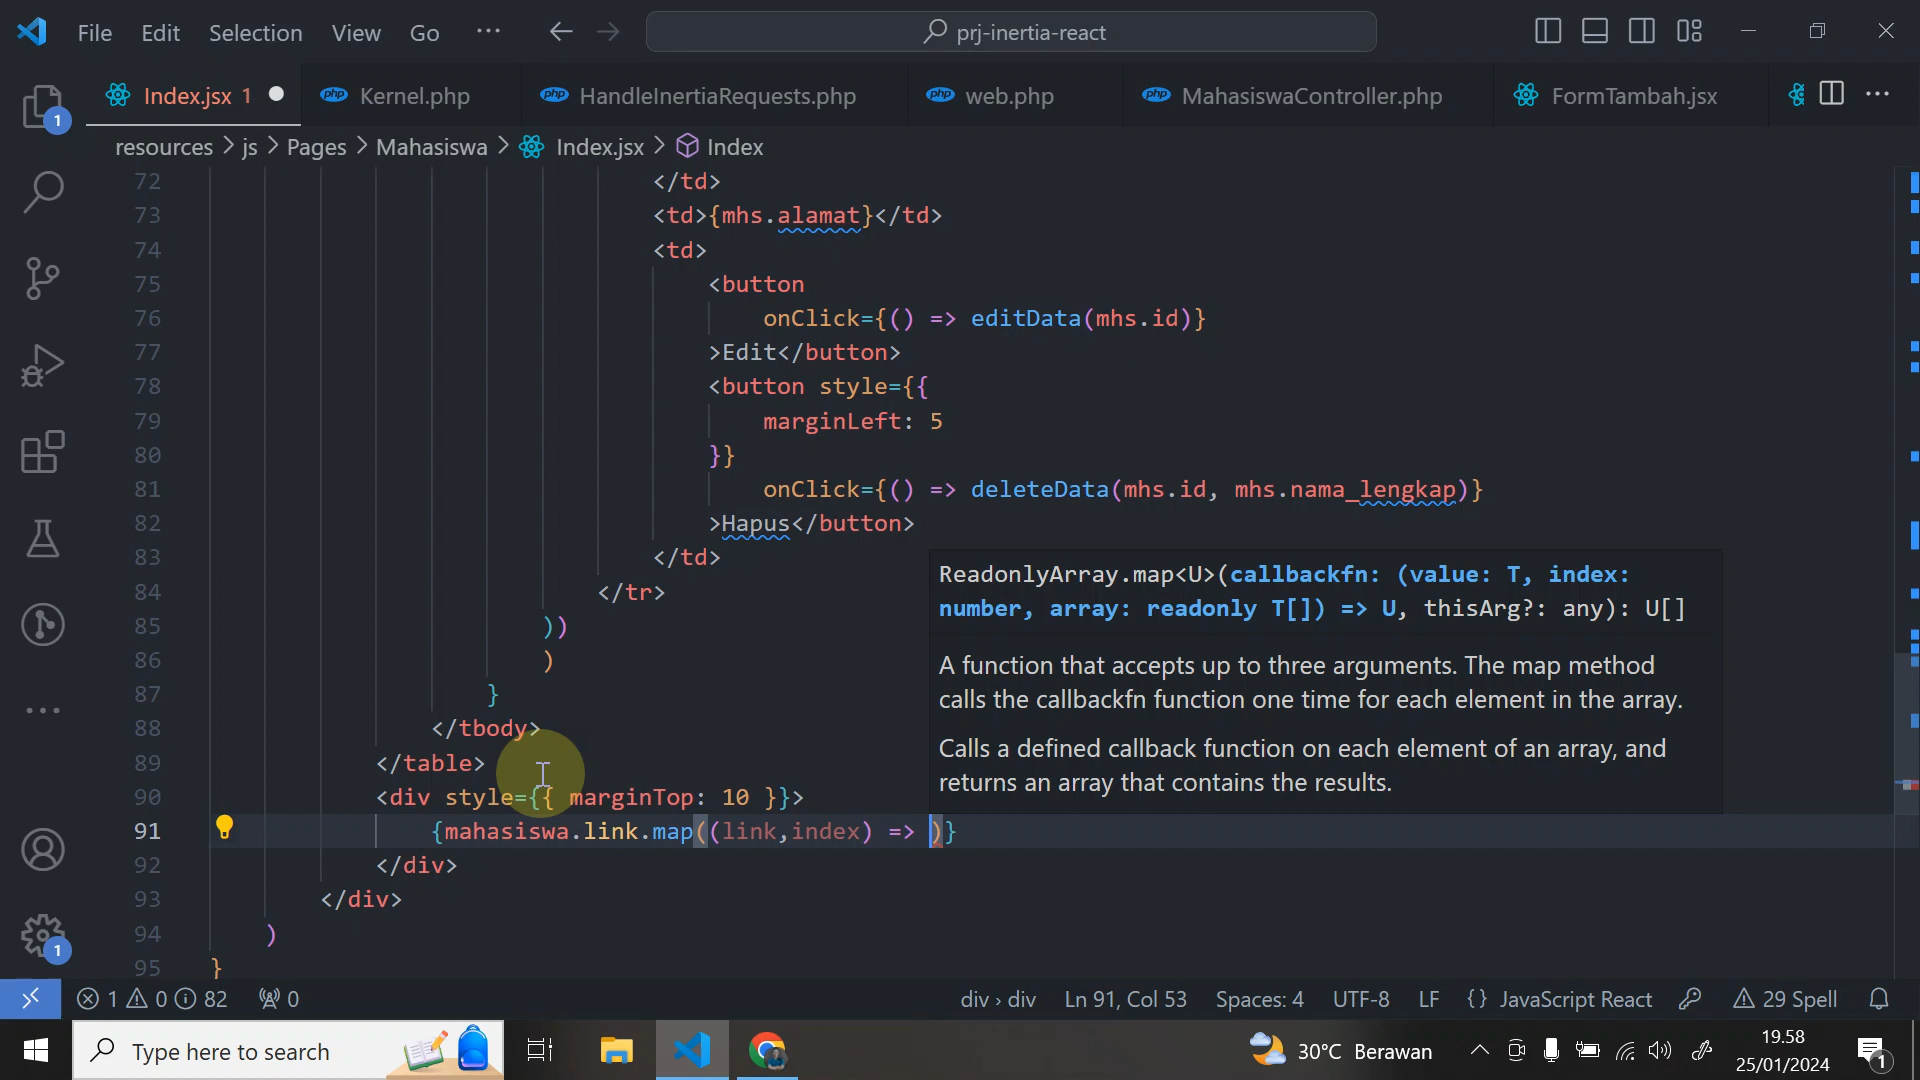 File Edit Selection View Go ··· prj-inertia-react
Index.jsx 1 Kernel.php HandleInertiaRequests.php web.php MahasiswaController.php FormTambah.jsx
resources > js > Pages > Mahasiswa > Index.jsx > Index
72 </td>
73 <td>{mhs.alamat}</td>
74 <td>
75 <button
76 onClick={() => editData(mhs.id)}
77 >Edit</button>
78 <button style={{
79 marginLeft: 5
80 }}
81 onClick={() => deleteData(mhs.id, mhs.nama_lengkap)}
82 >Hapus</button>
83 </td>
84 </tr>
85 ))
86 )
87 }
88 </tbody>
89 </table>
90 <div style={{ marginTop: 10 }}>
91 {mahasiswa.link.map((link,index) => )}
92 </div>
93 </div>
94 )
95 }
ReadonlyArray.map<U>(callbackfn: (value: T, index:
number, array: readonly T[]) => U, thisArg?: any): U[]
A function that accepts up to three arguments. The map method
calls the callbackfn function one time for each element in the array.
Calls a defined callback function on each element of an array, and
returns an array that contains the results.
1
1
1 0 82 0 div › div Ln 91, Col 53 Spaces: 4 UTF-8 LF {} JavaScript React 29 Spell
Type here to search 30°C Berawan 19.58
25/01/2024
1